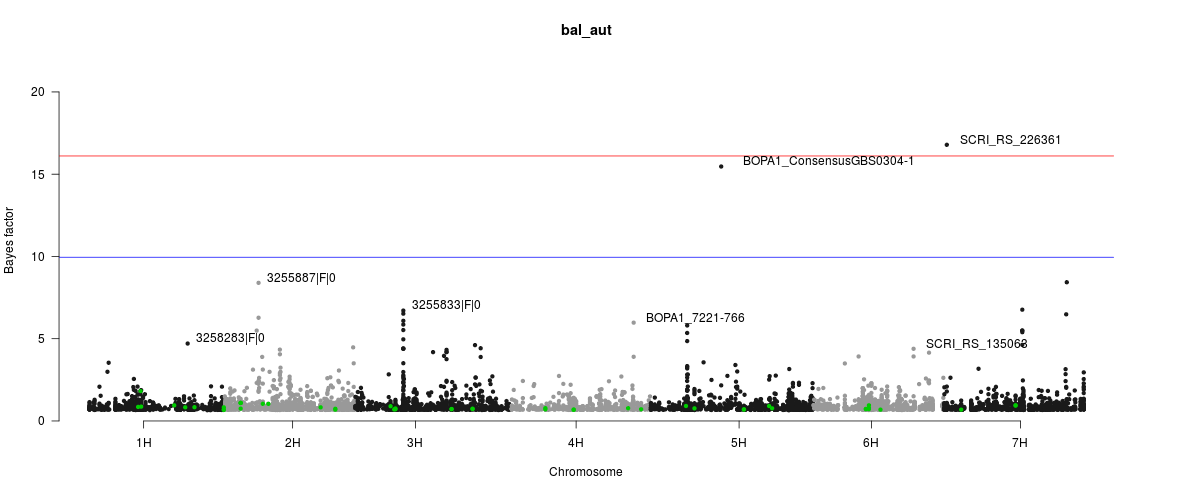 bal_aut
Bayes factor
20
15
10
5
0
SCRI_RS_226361
BOPA1_ConsensusGBS0304-1
3255887|F|0
3255833|F|0
BOPA1_7221-766
3258283|F|0
SCRI_RS_135063
1H
2H
3H
4H
5H
6H
7H
Chromosome